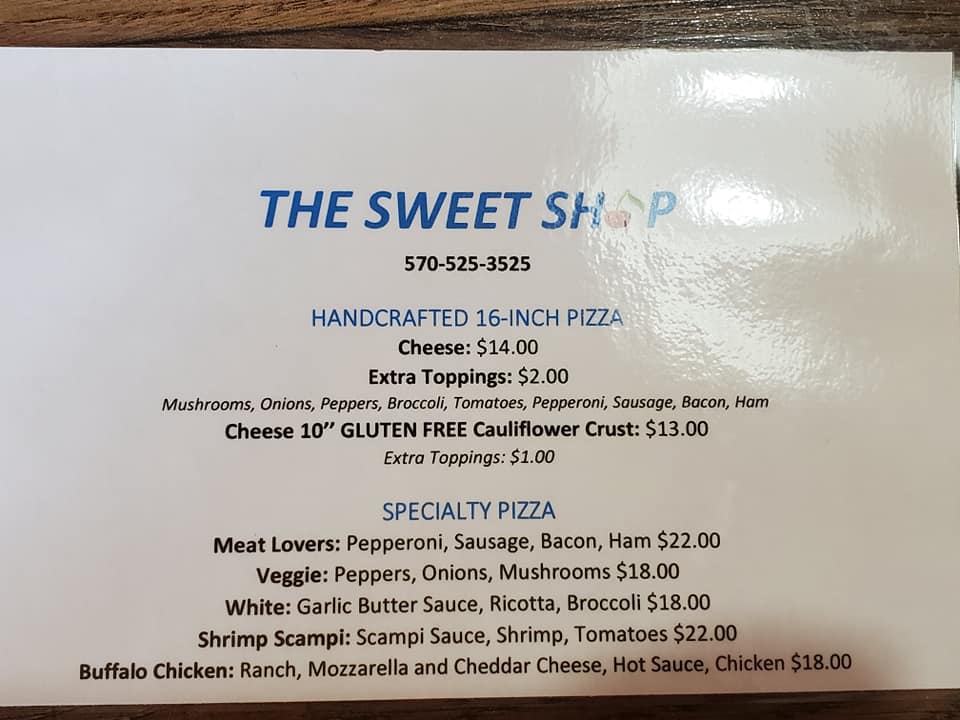 THE SWEET SHOP
570-525-3525
HANDCRAFTED 16-INCH PIZZA
Cheese: $14.00
Extra Toppings: $2.00
Mushrooms, Onions, Peppers, Broccoli, Tomatoes, Pepperoni, Sausage, Bacon, Ham
Cheese 10’’ GLUTEN FREE Cauliflower Crust: $13.00
Extra Toppings: $1.00
SPECIALTY PIZZA
Meat Lovers: Pepperoni, Sausage, Bacon, Ham $22.00
Veggie: Peppers, Onions, Mushrooms $18.00
White: Garlic Butter Sauce, Ricotta, Broccoli $18.00
Shrimp Scampi: Scampi Sauce, Shrimp, Tomatoes $22.00
Buffalo Chicken: Ranch, Mozzarella and Cheddar Cheese, Hot Sauce, Chicken $18.00